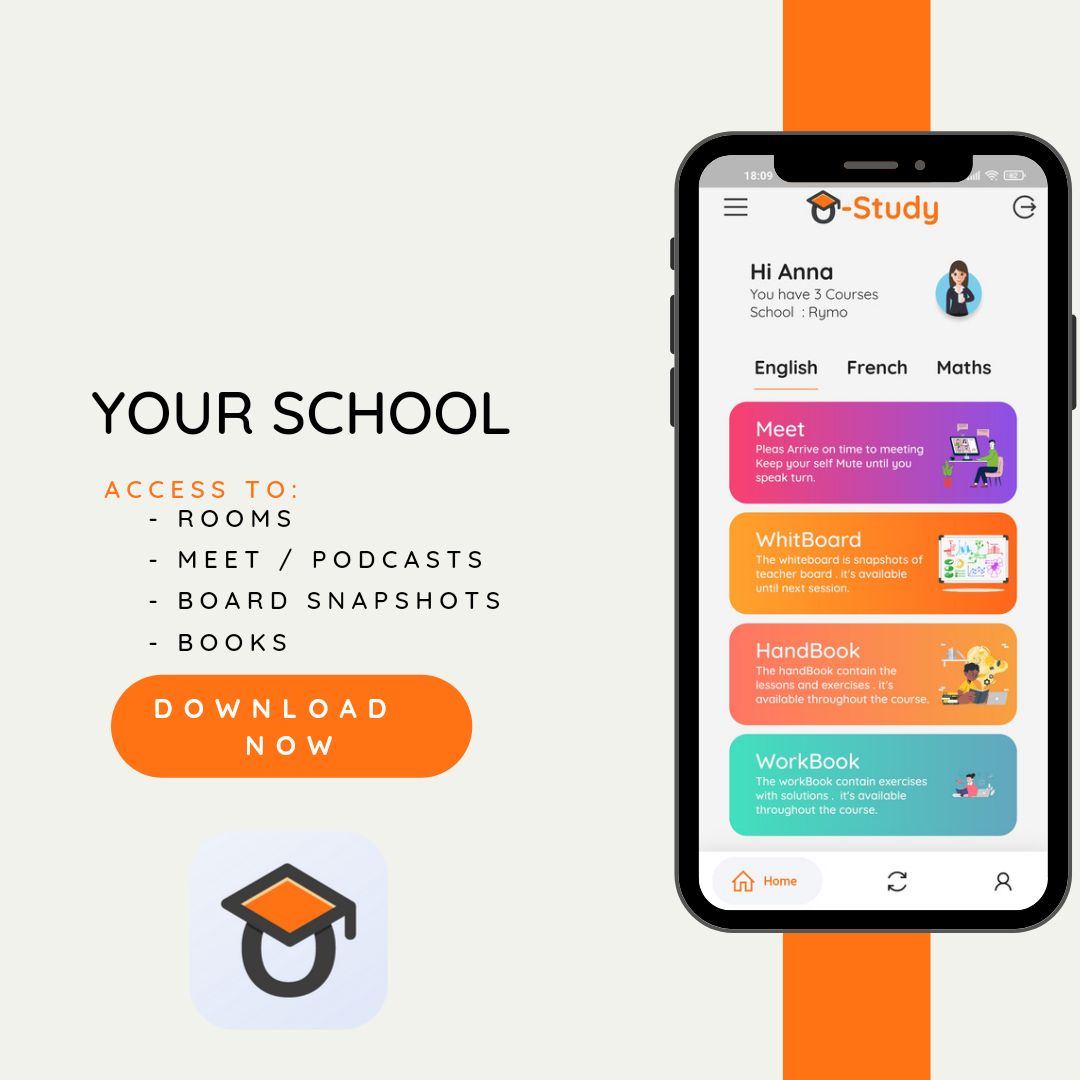 YOUR SCHOOL
ACCESS TO:
- ROOMS
- MEET / PODCASTS
- BOARD SNAPSHOTS
- BOOKS
DOWNLOAD
NOW
18:09
62
O-Study
Hi Anna
You have 3 Courses
School : Rymo
English French Maths
Meet
Pleas Arrive on time to meeting
Keep your self Mute until you
speak turn.
WhitBoard
The whiteboard is snapshots of
teacher board . it's available
until next session.
HandBook
The handBook contain the
lessons and exercises . it's
available throughout the course.
WorkBook
The workBook contain exercises
with solutions . it's available
throughout the course.
Home